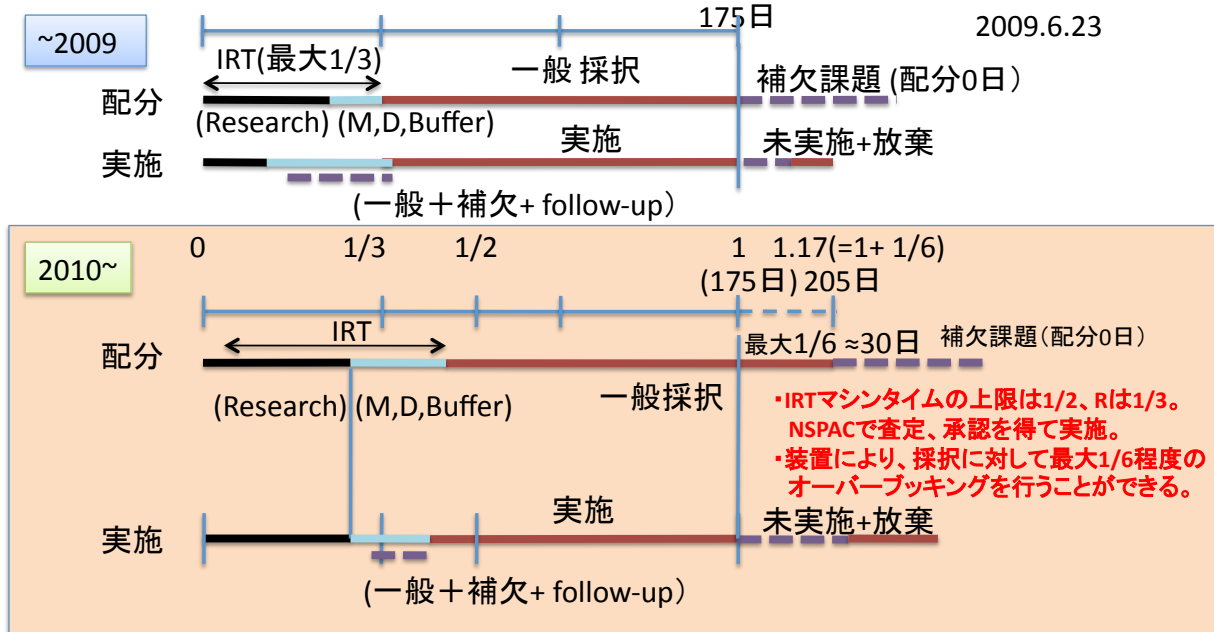 175日
2009.6.23
~2009
IRT(最大1/3)
一般 採択
補欠課題 (配分0日）
配分
(Research) (M,D,Buffer)
実施
未実施+放棄
実施
(一般＋補欠+ follow-up）
0
1/3
1/2
1
1.17(=1+ 1/6)
2010~
(175日) 205日
IRT
最大1/6 ≈30日
補欠課題（配分0日）
配分
(Research) (M,D,Buffer)
一般採択
・IRTマシンタイムの上限は1/2、Rは1/3。
NSPACで査定、承認を得て実施。
・装置により、採択に対して最大1/6程度の
オーバーブッキングを行うことができる。
実施
未実施+放棄
実施
(一般＋補欠+ follow-up）